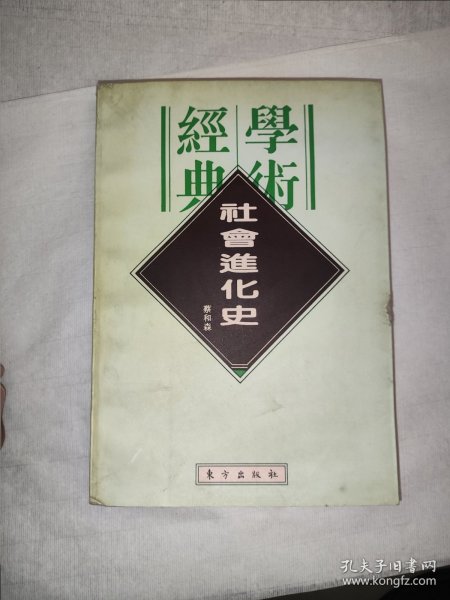 學術
經典
社會進化史
蔡和森
東方出版社
孔夫子旧书网
www.kongfz.com